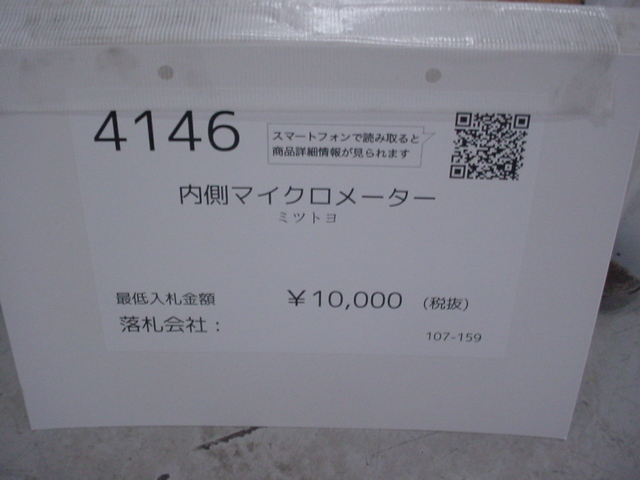 4146
スマートフォンで読み取ると
商品詳細情報が見られます
内側マイクロメーター
ミツトヨ
最低入札金額 ￥10,000 （税抜）
落札会社：
107-159